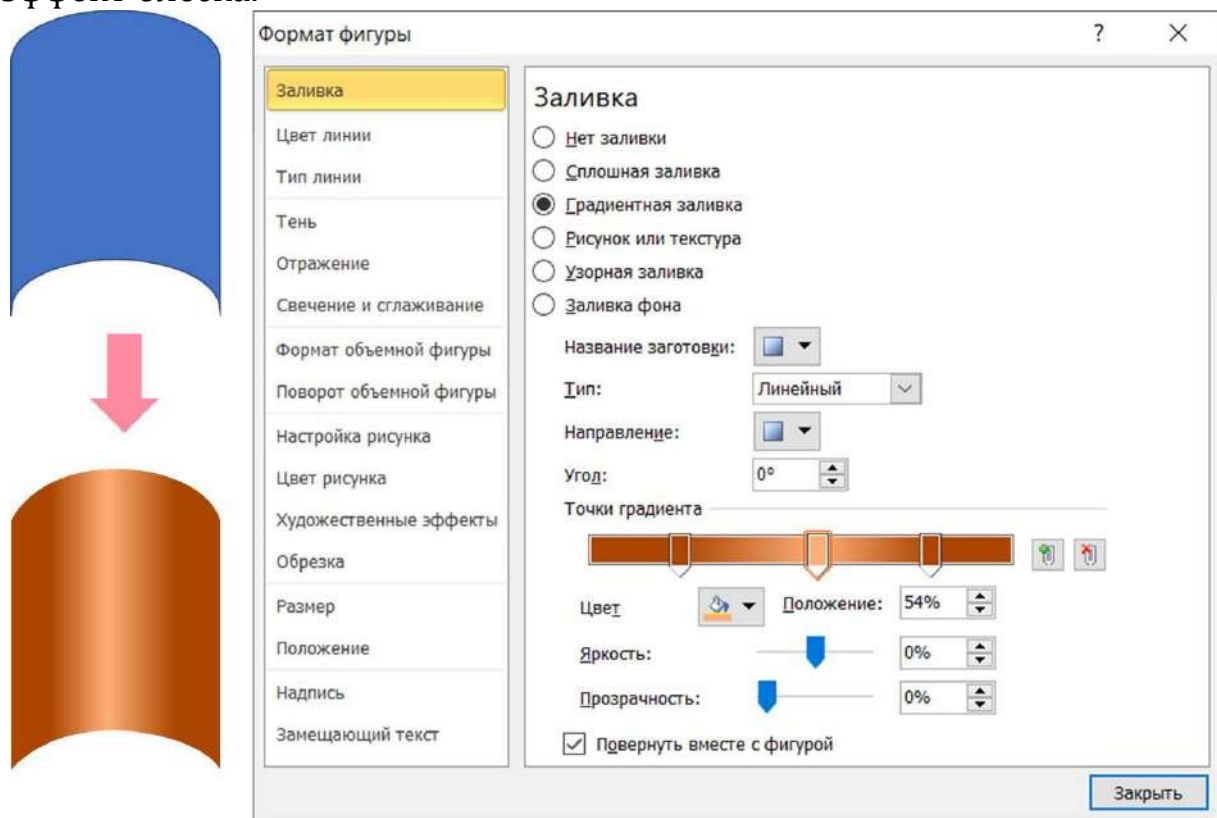 Формат фигуры
?
Заливка
Цвет линии
Тип линии
Тень
Отражение
Свечение и сглаживание
Формат объемной фигуры
Поворот объемной фигуры
Настройка рисунка
Цвет рисунка
Художественные эффекты
Обрезка
Размер
Положение
Надпись
Замещающий текст
Заливка
Нет заливки
Сплошная заливка
Градиентная заливка
Рисунок или текстура
Узорная заливка
Заливка фона
Название заготовки:
Тип: Линейный
Направление:
Угол: 0°
Точки градиента
Цвет Положение: 54%
Яркость: 0%
Прозрачность: 0%
Повернуть вместе с фигурой
Закрыть